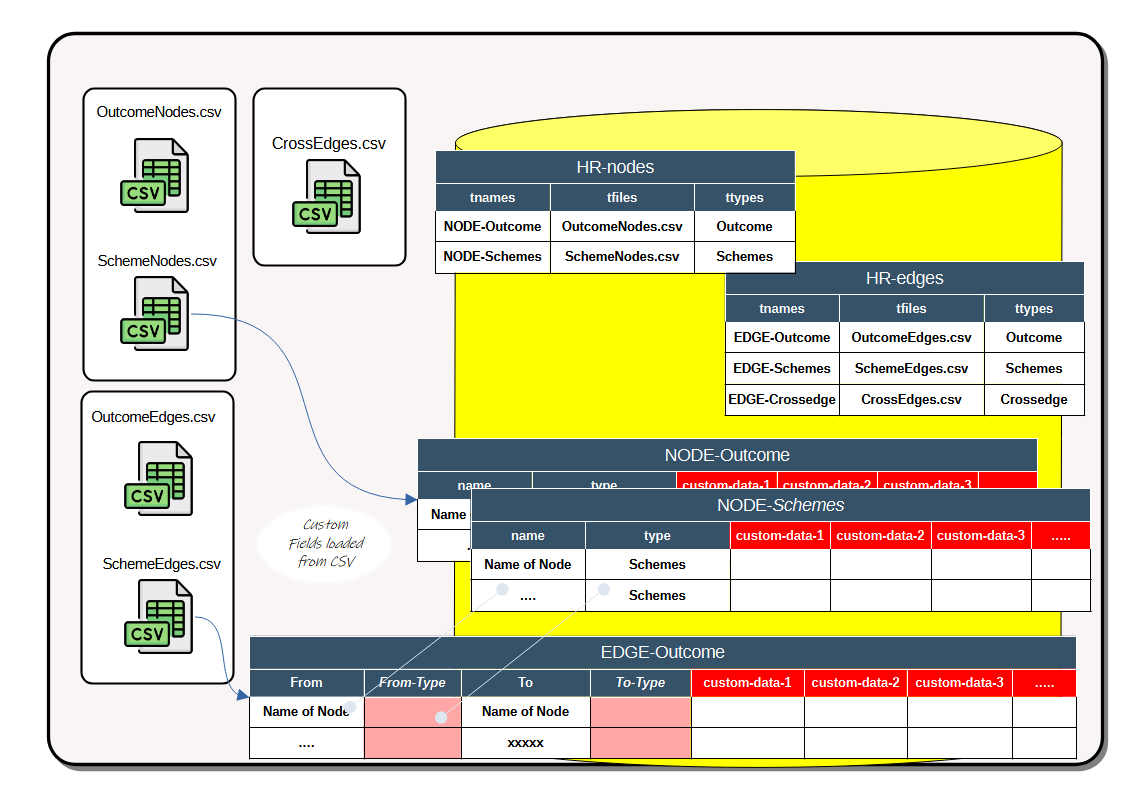 OutcomeNodes.csv
CSV
SchemeNodes.csv
CSV
CrossEdges.csv
CSV
OutcomeEdges.csv
CSV
SchemeEdges.csv
CSV
HR-nodes
tnames tfiles ttypes
NODE-Outcome OutcomeNodes.csv Outcome
NODE-Schemes SchemeNodes.csv Schemes
HR-edges
tnames tfiles ttypes
EDGE-Outcome OutcomeEdges.csv Outcome
EDGE-Schemes SchemeEdges.csv Schemes
EDGE-Crossedge CrossEdges.csv Crossedge
NODE-Outcome
name type custom-data-1 custom-data-2 custom-data-3
Name
NODE-Schemes
name type custom-data-1 custom-data-2 custom-data-3 .....
Name of Node Schemes
.... Schemes
Custom
Fields loaded
from CSV
EDGE-Outcome
From From-Type To To-Type custom-data-1 custom-data-2 custom-data-3 .....
Name of Node Name of Node
.... xxxxx